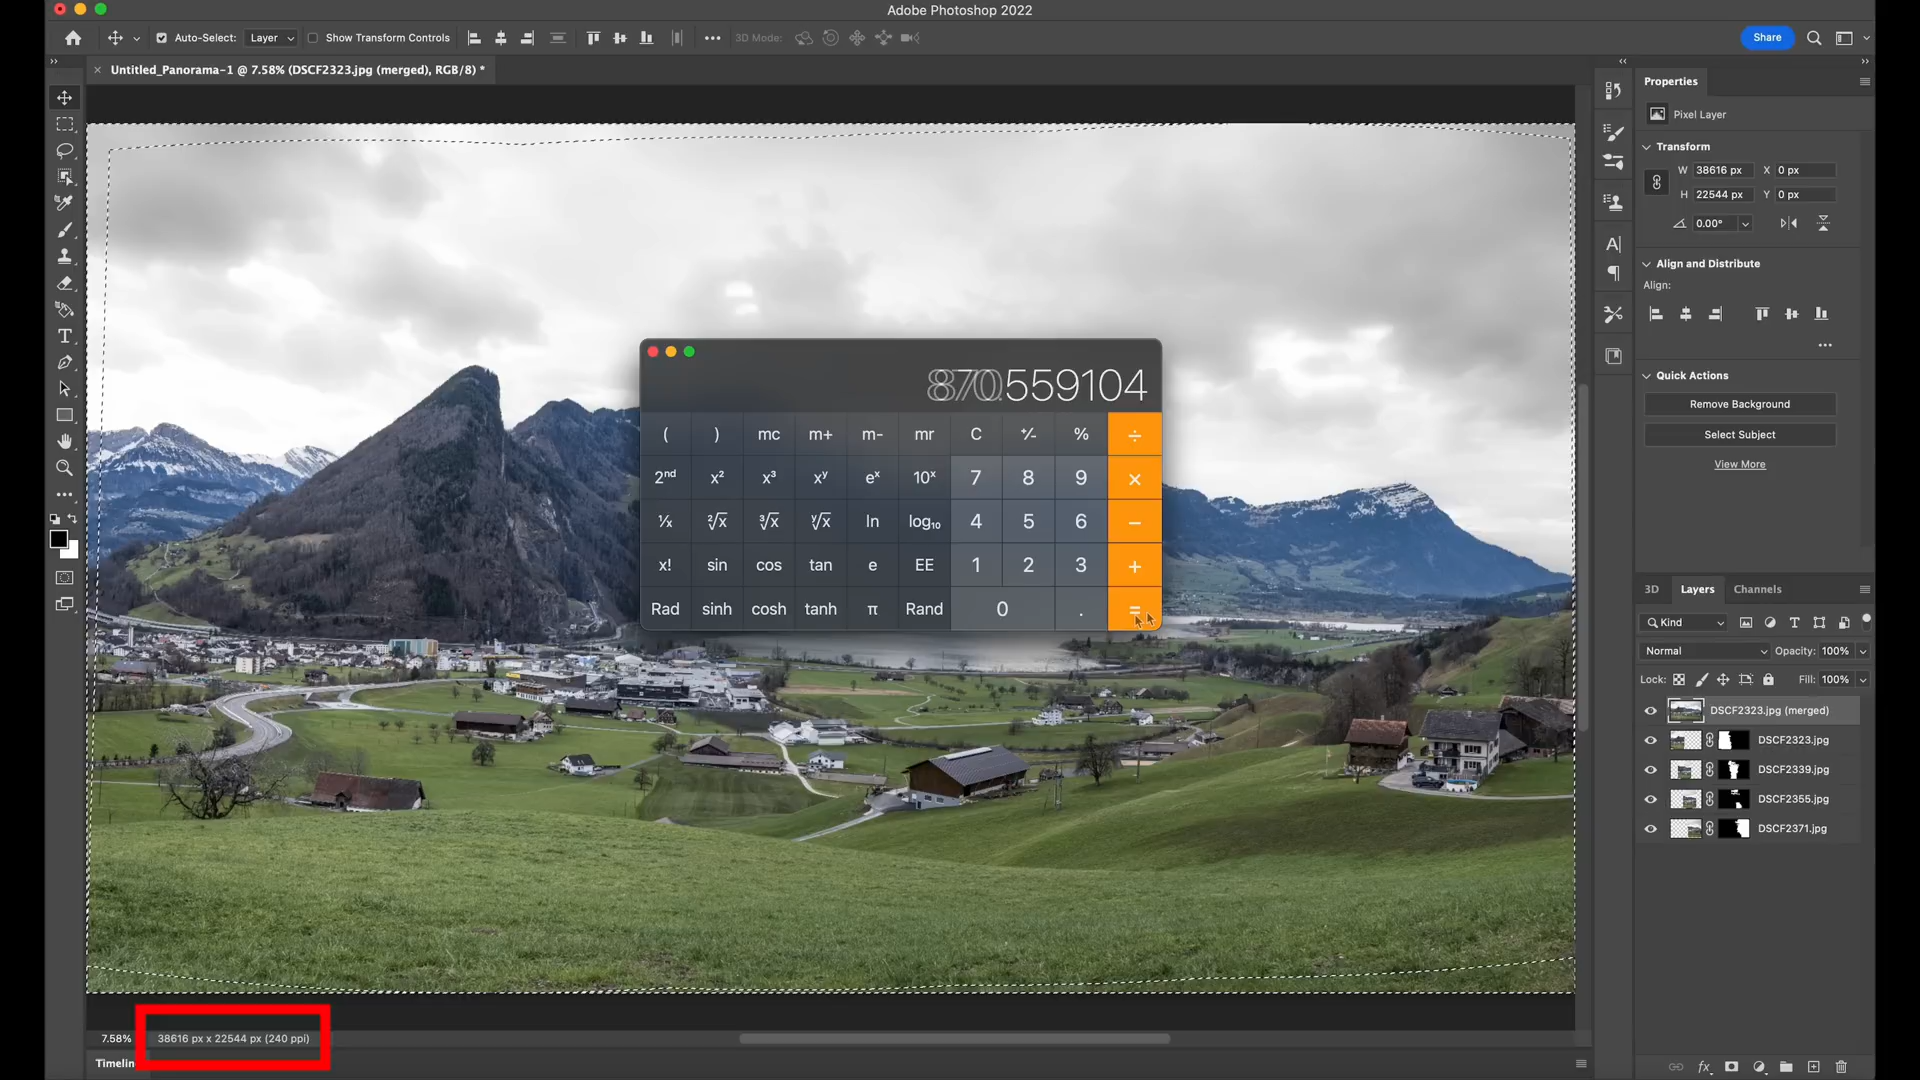 Adobe Photoshop 2022
Auto-Select: Layer Show Transform Controls 3D Mode: Share
Untitled_Panorama-1 @ 7.58% (DSCF2323.jpg (merged), RGB/8) *
Properties
Pixel Layer
Transform
W 38616 px X 0 px
H 22544 px Y 0 px
0.00°
Align and Distribute
Align:
Quick Actions
Remove Background
Select Subject
View More
870.559104
( ) mc m+ m- mr C ⁺⁄₋ % ÷
2ⁿᵈ x² x³ xʸ eˣ 10ˣ 7 8 9 ×
¹⁄ₓ ²√x ³√x ʸ√x ln log₁₀ 4 5 6 −
x! sin cos tan e EE 1 2 3 +
Rad sinh cosh tanh π Rand 0 . =
3D Layers Channels
Kind
Normal Opacity: 100%
Lock: Fill: 100%
DSCF2323.jpg (merged)
DSCF2323.jpg
DSCF2339.jpg
DSCF2355.jpg
DSCF2371.jpg
7.58% 38616 px x 22544 px (240 ppi)
Timelin
fx